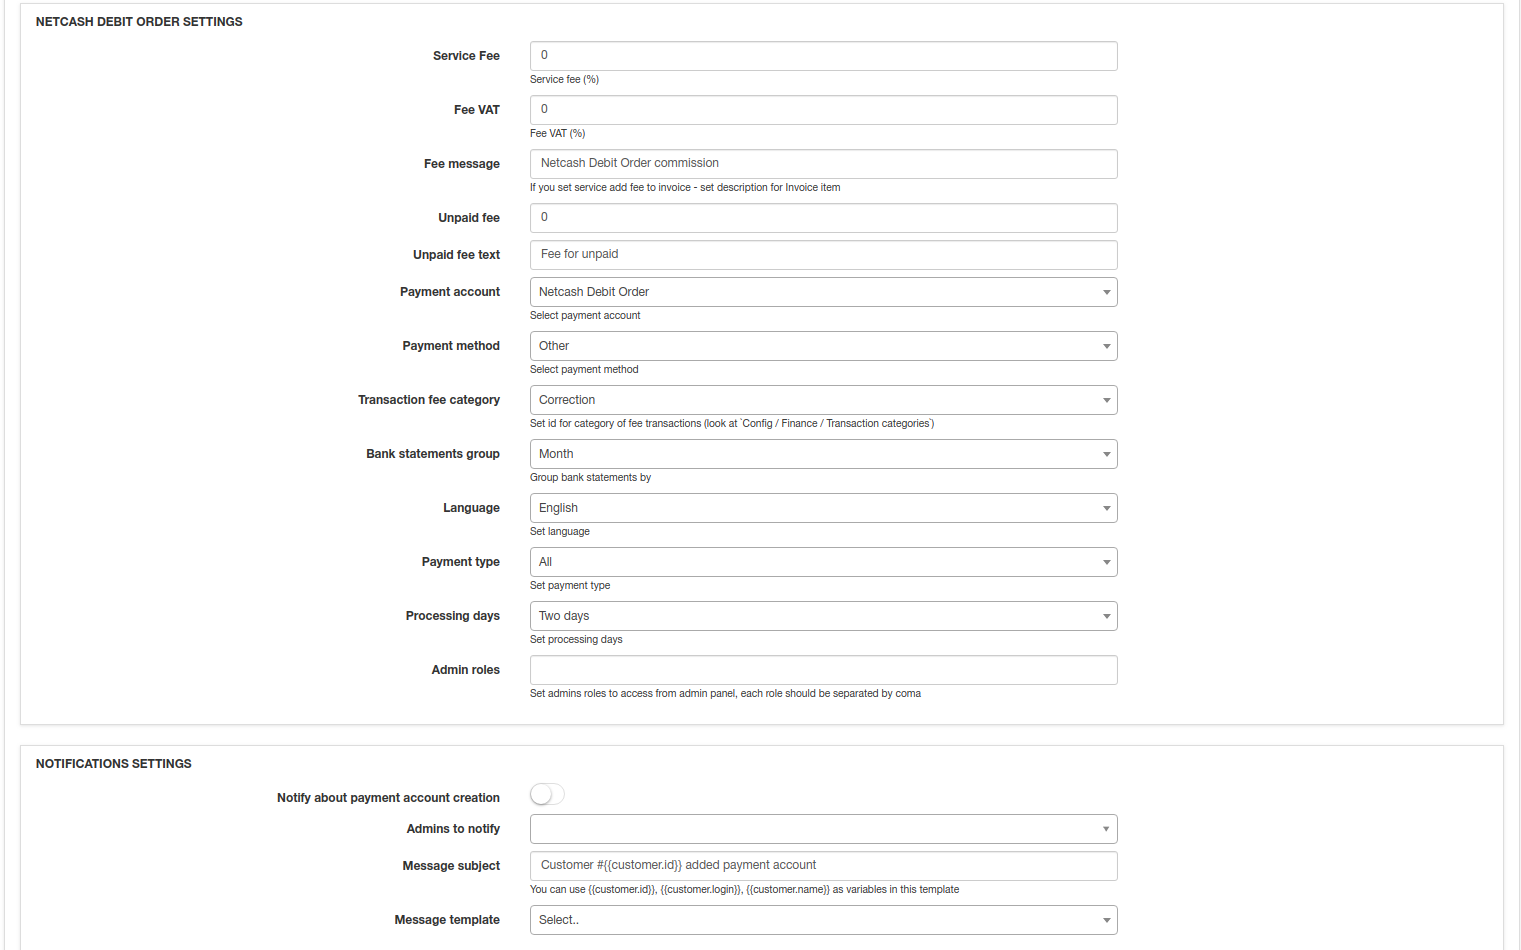 NETCASH DEBIT ORDER SETTINGS
Service Fee
0
Service fee (%)
Fee VAT
0
Fee VAT (%)
Fee message
Netcash Debit Order commission
If you set service add fee to invoice - set description for Invoice item
Unpaid fee
0
Unpaid fee text
Fee for unpaid
Payment account
Netcash Debit Order
Select payment account
Payment method
Other
Select payment method
Transaction fee category
Correction
Set id for category of fee transactions (look at `Config / Finance / Transaction categories`)
Bank statements group
Month
Group bank statements by
Language
English
Set language
Payment type
All
Set payment type
Processing days
Two days
Set processing days
Admin roles
Set admins roles to access from admin panel, each role should be separated by coma
NOTIFICATIONS SETTINGS
Notify about payment account creation
Admins to notify
Message subject
Customer #{{customer.id}} added payment account
You can use {{customer.id}}, {{customer.login}}, {{customer.name}} as variables in this template
Message template
Select..